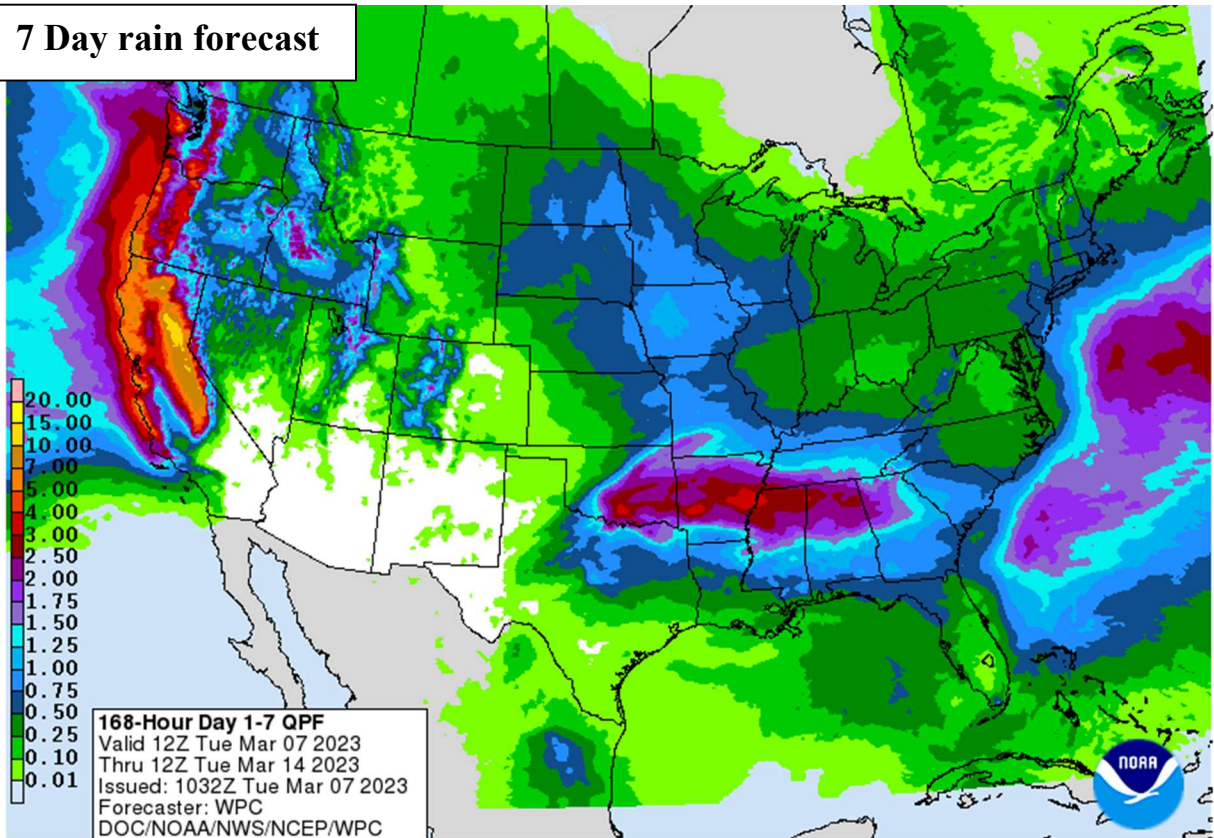 7 Day rain forecast
20.00
15.00
10.00
7.00
5.00
4.00
3.00
2.50
2.00
1.75
1.50
1.25
1.00
0.75
0.50
0.25
0.10
0.01
168-Hour Day 1-7 QPF
Valid 12Z Tue Mar 07 2023
Thru 12Z Tue Mar 14 2023
Issued: 1032Z Tue Mar 07 2023
Forecaster: WPC
DOC/NOAA/NWS/NCEP/WPC
NOAA